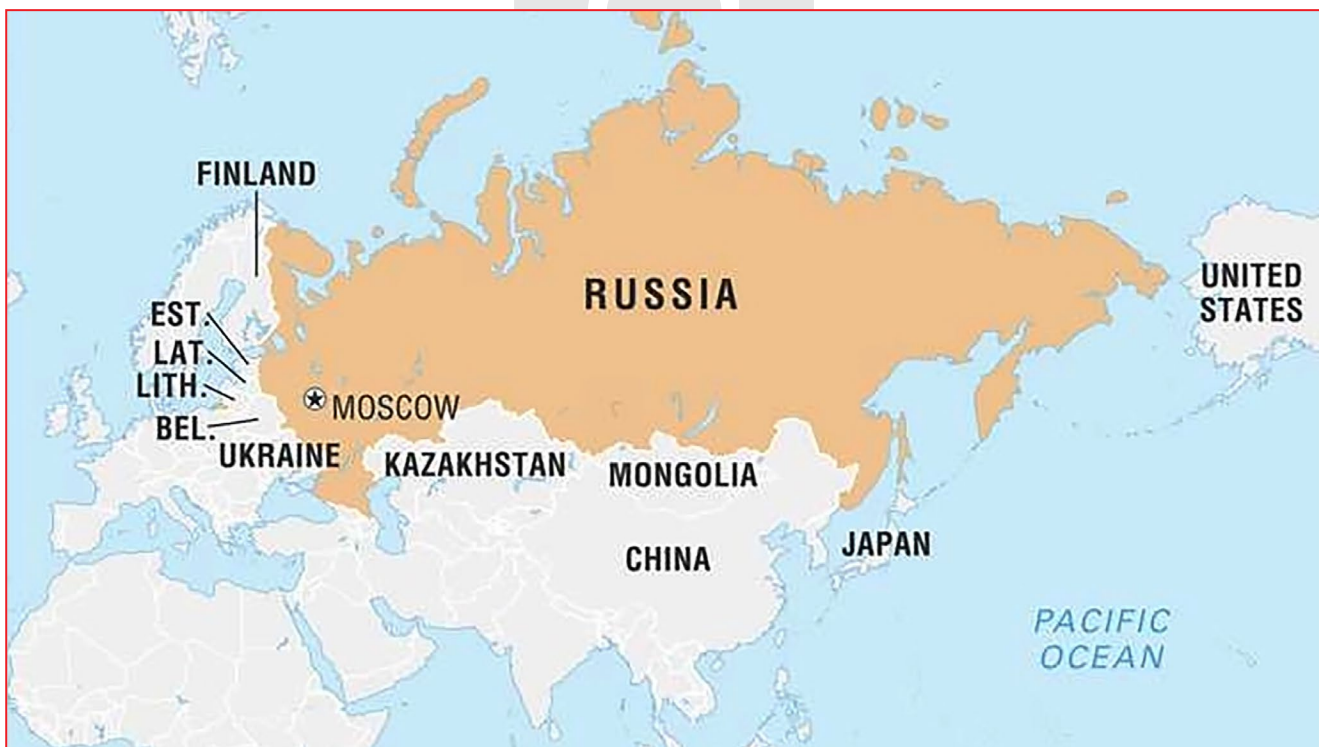 FINLAND
RUSSIA
UNITED
STATES
EST.
LAT.
LITH.
BEL.
MOSCOW
UKRAINE
KAZAKHSTAN
MONGOLIA
CHINA
JAPAN
PACIFIC
OCEAN